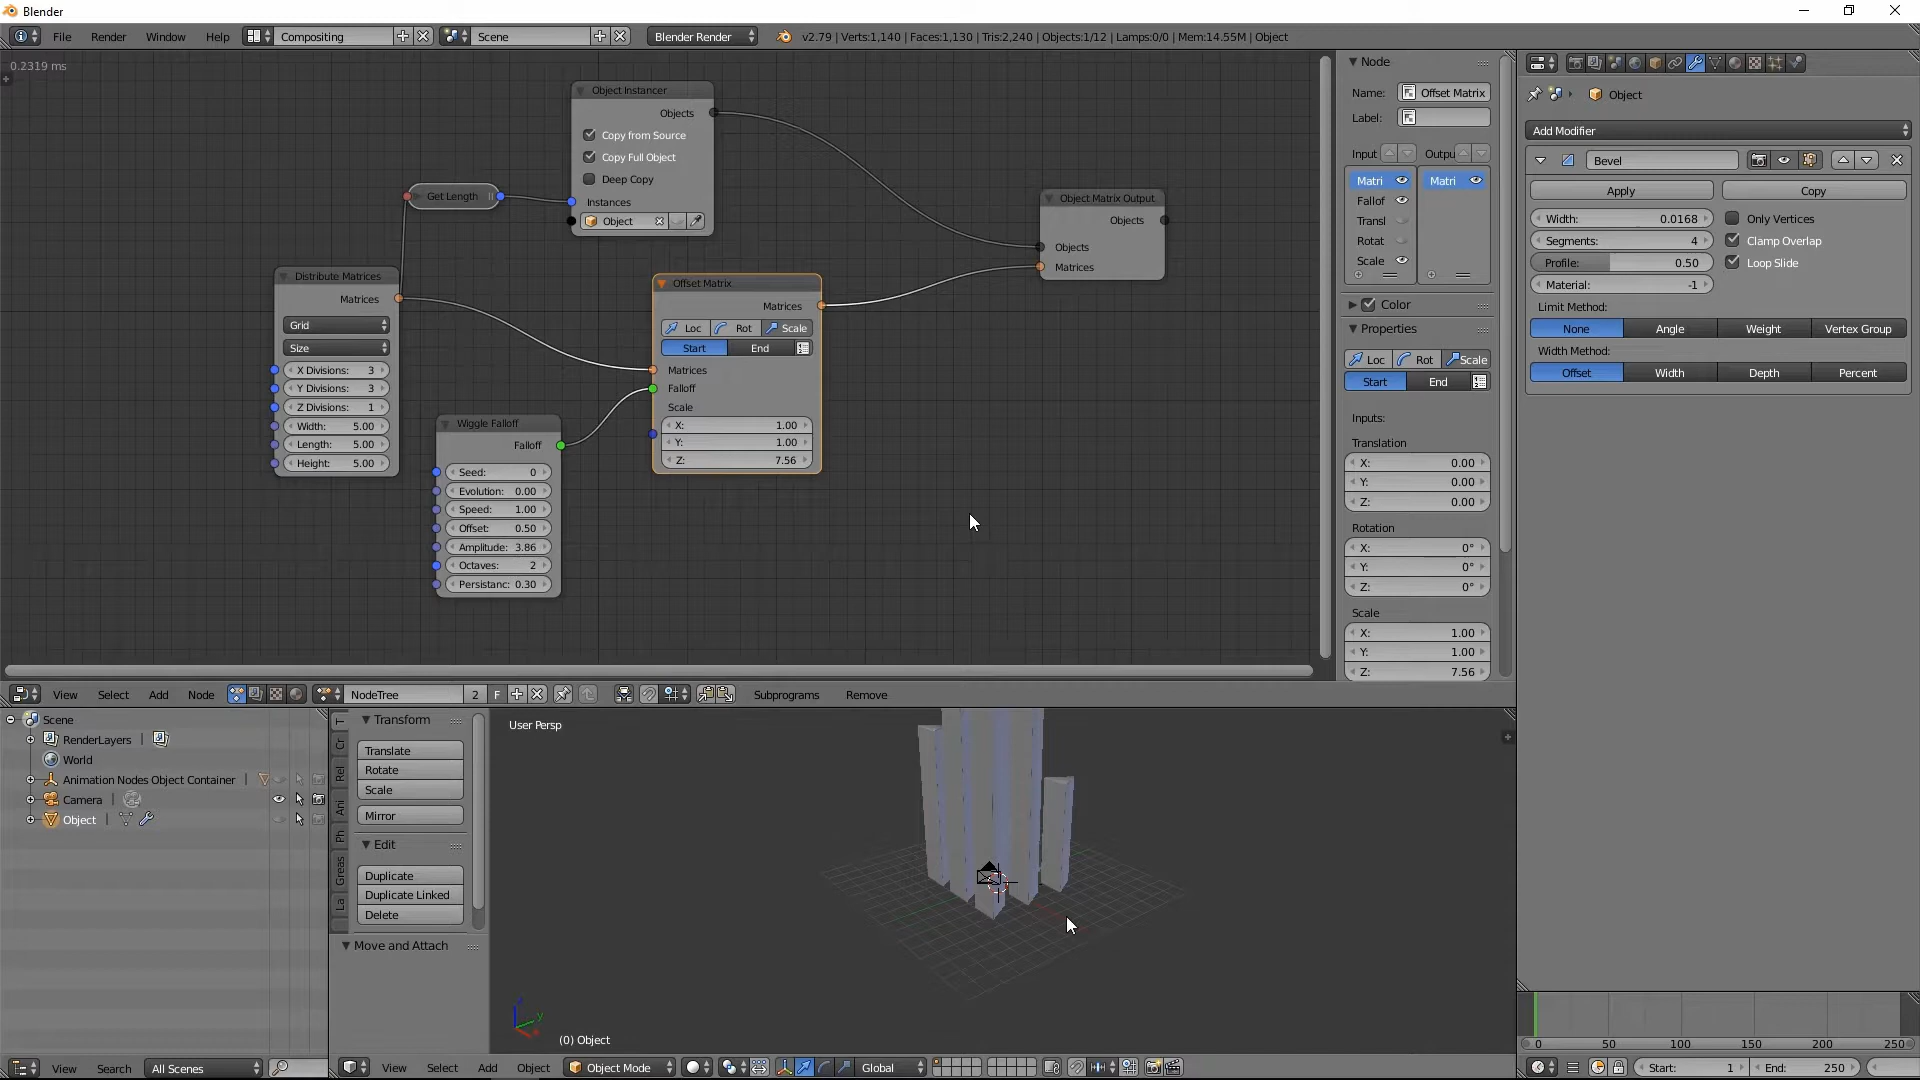 Blender
File Render Window Help Compositing Scene Blender Render v2.79 | Verts:1,140 | Faces:1,130 | Tris:2,240 | Objects:1/12 | Lamps:0/0 | Mem:14.55M | Object
0.2319 ms
Object Instancer
Objects
Copy from Source
Copy Full Object
Deep Copy
Instances
Object
Get Length
Distribute Matrices
Matrices
Grid
Size
X Divisions: 3
Y Divisions: 3
Z Divisions: 1
Width: 5.00
Length: 5.00
Height: 5.00
Wiggle Falloff
Falloff
Seed: 0
Evolution: 0.00
Speed: 1.00
Offset: 0.50
Amplitude: 3.86
Octaves: 2
Persistanc: 0.30
Offset Matrix
Matrices
Loc Rot Scale
Start End
Matrices
Falloff
Scale
X: 1.00
Y: 1.00
Z: 7.56
Object Matrix Output
Objects
Objects
Matrices
Node
Name: Offset Matrix
Label:
Input Outpu
Matri Matri
Fallof
Transl
Rotat
Scale
Color
Properties
Loc Rot Scale
Start End
Inputs:
Translation
X: 0.00
Y: 0.00
Z: 0.00
Rotation
X: 0°
Y: 0°
Z: 0°
Scale
X: 1.00
Y: 1.00
Z: 7.56
Object
Add Modifier
Bevel
Apply Copy
Width: 0.0168 Only Vertices
Segments: 4 Clamp Overlap
Profile: 0.50 Loop Slide
Material: -1
Limit Method:
None Angle Weight Vertex Group
Width Method:
Offset Width Depth Percent
View Select Add Node NodeTree 2 F Subprograms Remove
Scene
RenderLayers
World
Animation Nodes Object Container
Camera
Object
View Search All Scenes
T
Cr
Rel
Ani
Ph
Greas
La
Transform
Translate
Rotate
Scale
Mirror
Edit
Duplicate
Duplicate Linked
Delete
Move and Attach
User Persp
z
y
(0) Object
View Select Add Object Object Mode Global
0 50 100 150 200 250
Start: 1 End: 250